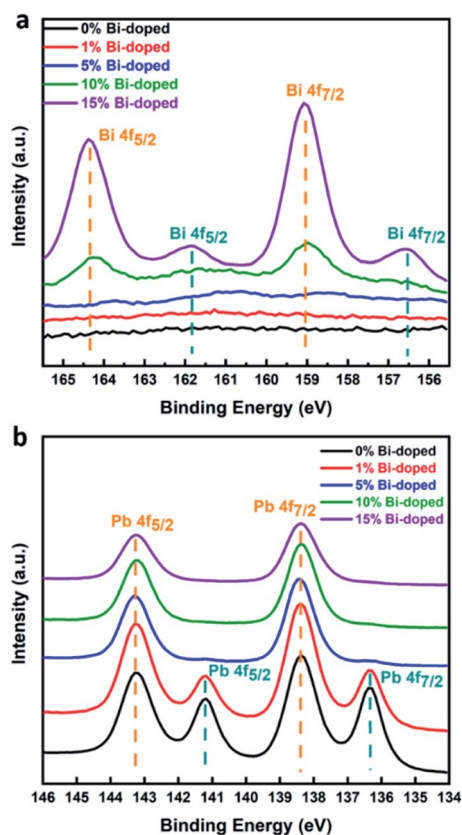 a
0% Bi-doped
1% Bi-doped
5% Bi-doped
10% Bi-doped
15% Bi-doped
Bi 4f5/2
Bi 4f7/2
Bi 4f5/2
Bi 4f7/2
Intensity (a.u.)
165 164 163 162 161 160 159 158 157 156
Binding Energy (eV)
b
0% Bi-doped
1% Bi-doped
5% Bi-doped
10% Bi-doped
15% Bi-doped
Pb 4f5/2
Pb 4f7/2
Pb 4f5/2
Pb 4f7/2
Intensity (a.u.)
146 145 144 143 142 141 140 139 138 137 136 135 134
Binding Energy (eV)